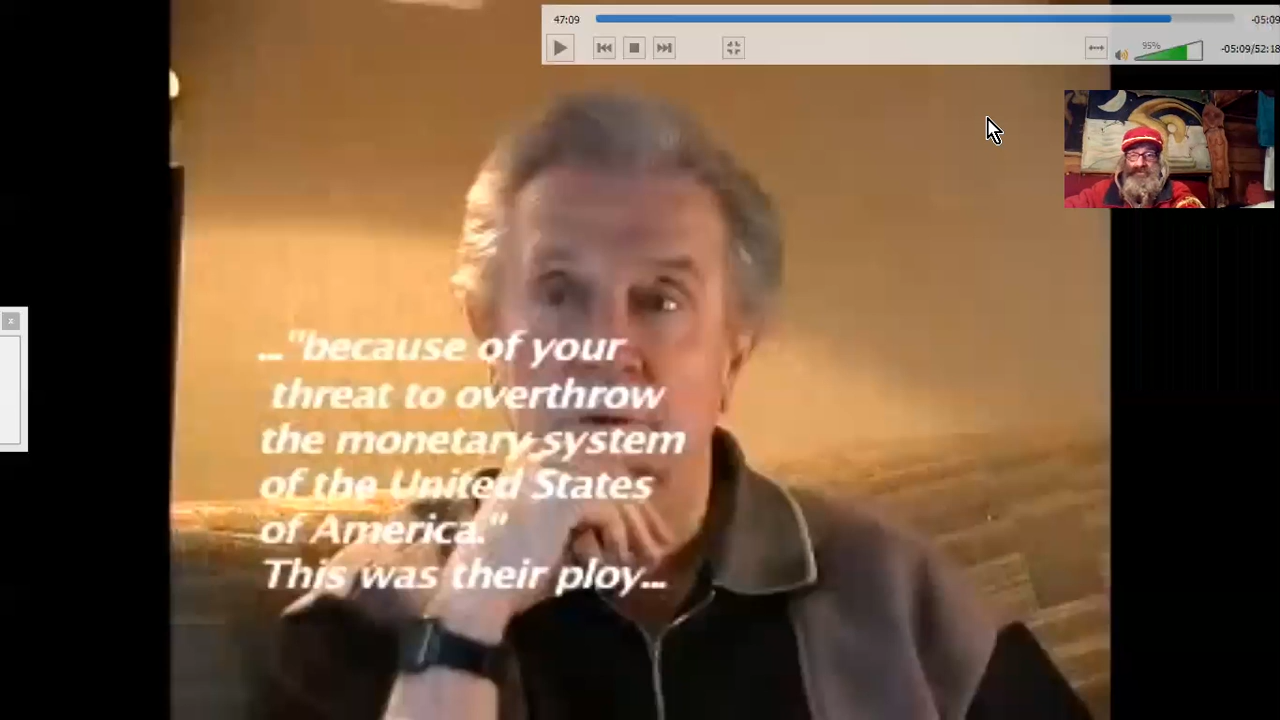 47:09
-05:09
95%
-05:09/52:18
..."because of your
threat to overthrow
the monetary system
of the United States
of America."
This was their ploy...